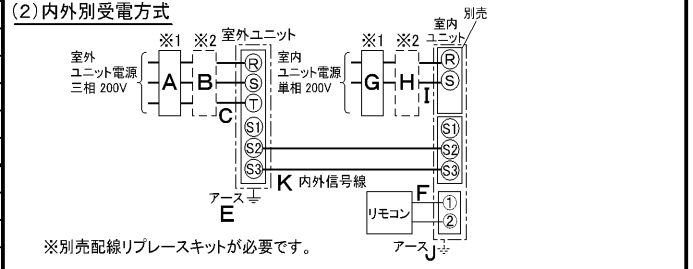 (2)内外別受電方式
別売
※1 ※2 室外ユニット
※1 ※2 室内
ユニット
室外
ユニット電源
三相 200V
A
B
C
R
S
T
S1
S2
S3
アース
E
室内
ユニット電源
単相 200V
G
H
I
R
S
S1
S2
S3
K 内外信号線
リモコン
F
①
②
アース
J
※別売配線リプレースキットが必要です。